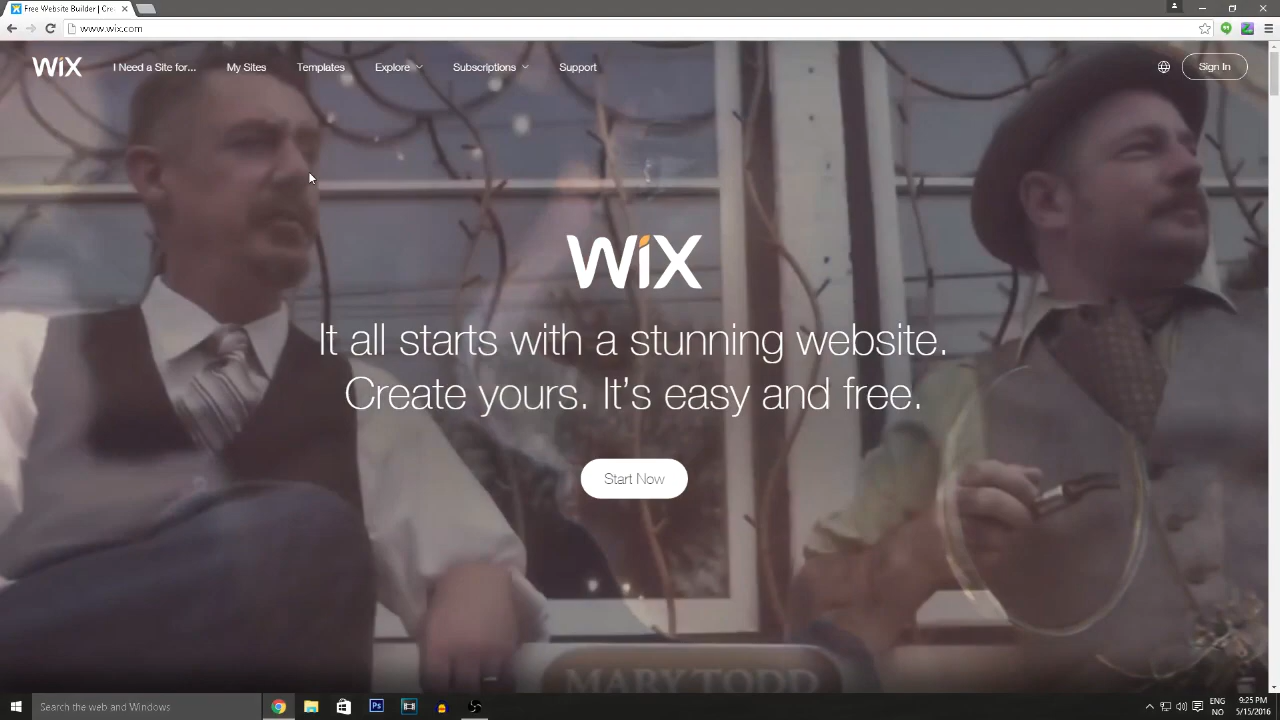 Free Website Builder | Cre
www.wix.com
WiX
I Need a Site for...
My Sites
Templates
Explore
Subscriptions
Support
Sign In
WiX
It all starts with a stunning website.
Create yours. It's easy and free.
Start Now
MARY TODD
Search the web and Windows
Ps
ENG
NO
9:25 PM
5/15/2016